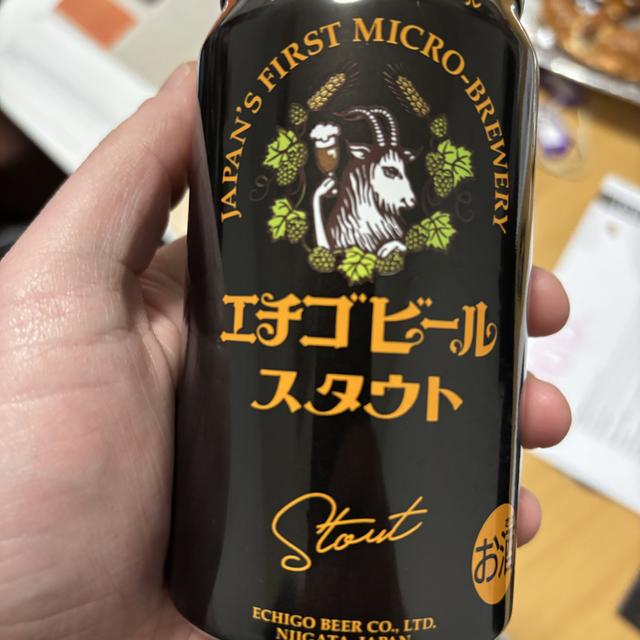 JAPAN'S FIRST MICRO-BREWERY
エチゴビール
スタウト
Stout
お酒
ECHIGO BEER CO., LTD.
NIIGATA JAPAN